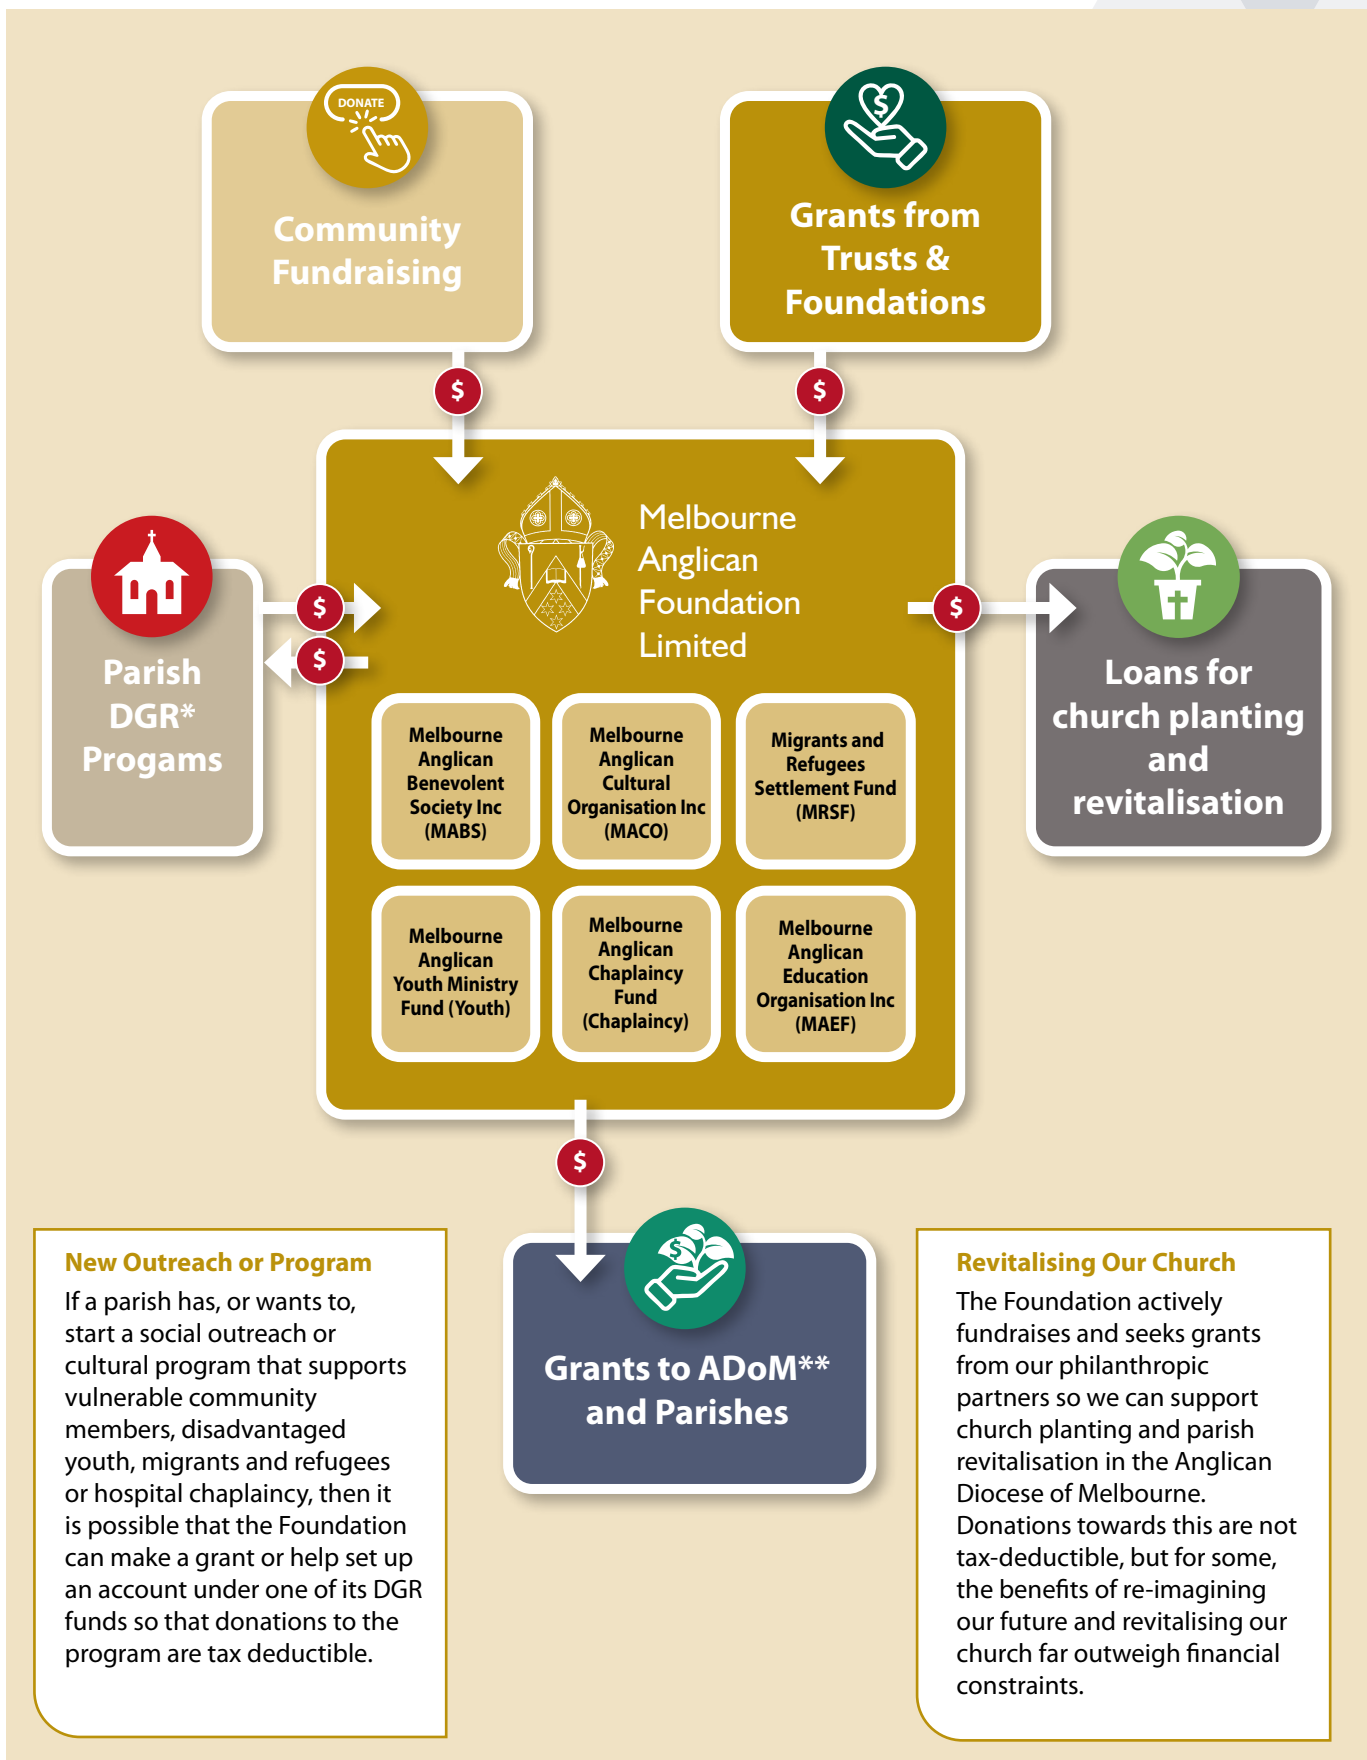 DONATE
Community
Fundraising
$
Grants from
Trusts &
Foundations
$
$
Melbourne
Anglican
Foundation
Limited
Parish
DGR*
Progams
$
$
$
Loans for
church planting
and
revitalisation
Melbourne
Anglican
Benevolent
Society Inc
(MABS)
Melbourne
Anglican
Cultural
Organisation Inc
(MACO)
Migrants and
Refugees
Settlement Fund
(MRSF)
Melbourne
Anglican
Youth Ministry
Fund (Youth)
Melbourne
Anglican
Chaplaincy
Fund
(Chaplaincy)
Melbourne
Anglican
Education
Organisation Inc
(MAEF)
$
$
Grants to ADoM**
and Parishes
New Outreach or Program
If a parish has, or wants to,
start a social outreach or
cultural program that supports
vulnerable community
members, disadvantaged
youth, migrants and refugees
or hospital chaplaincy, then it
is possible that the Foundation
can make a grant or help set up
an account under one of its DGR
funds so that donations to the
program are tax deductible.
Revitalising Our Church
The Foundation actively
fundraises and seeks grants
from our philanthropic
partners so we can support
church planting and parish
revitalisation in the Anglican
Diocese of Melbourne.
Donations towards this are not
tax-deductible, but for some,
the benefits of re-imagining
our future and revitalising our
church far outweigh financial
constraints.